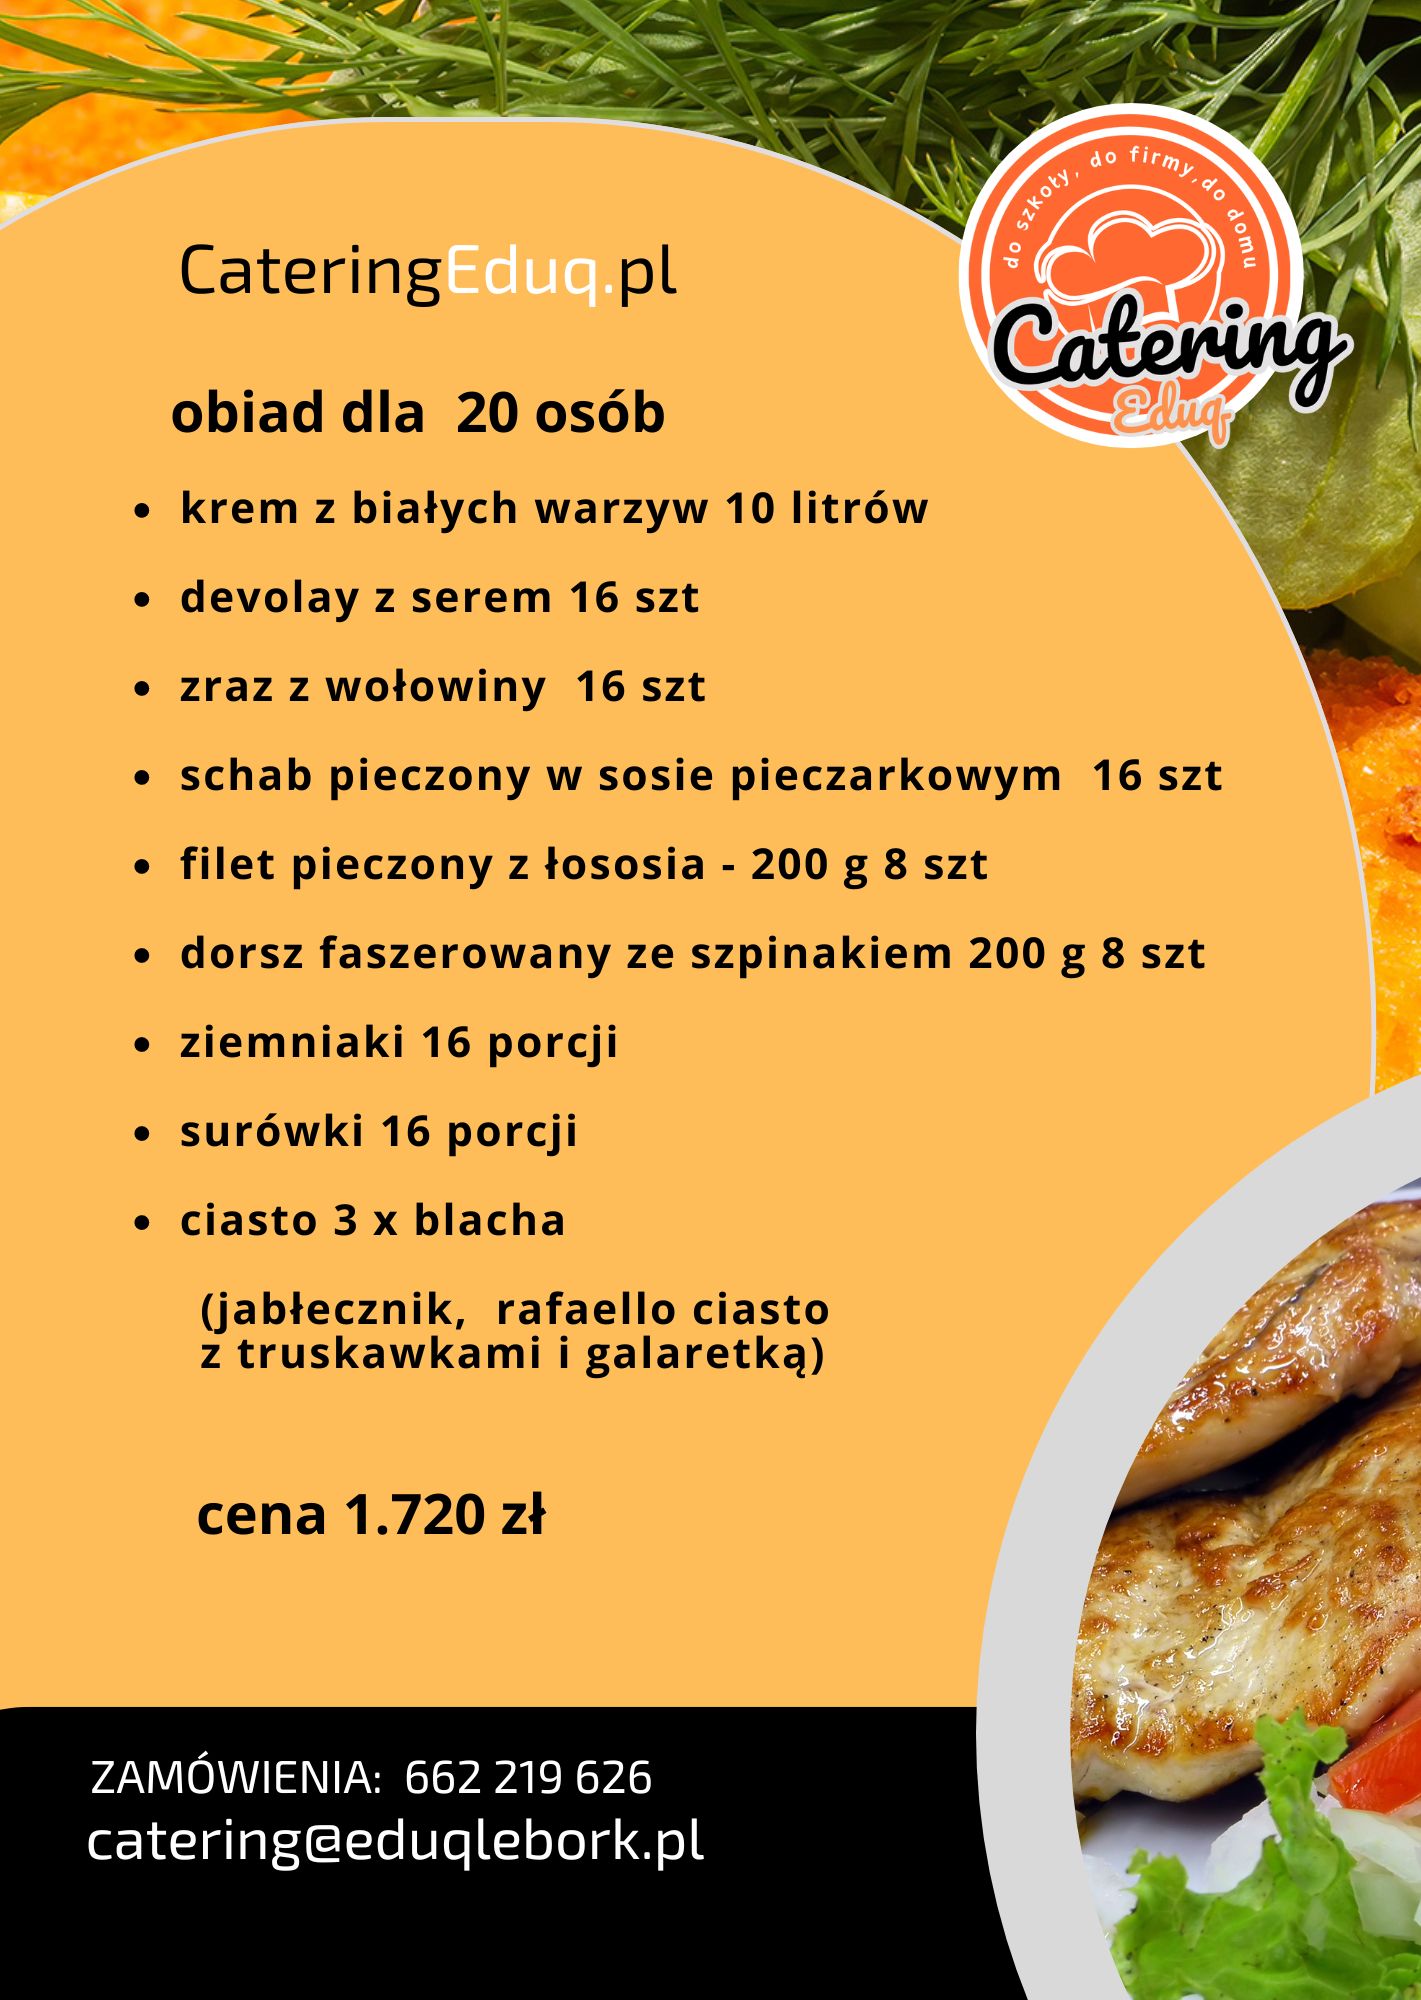 do szkoły, do firmy, do domu
Catering
Eduq
CateringEduq.pl
obiad dla 20 osób
• krem z białych warzyw 10 litrów
• devolay z serem 16 szt
• zraz z wołowiny 16 szt
• schab pieczony w sosie pieczarkowym 16 szt
• filet pieczony z łososia - 200 g 8 szt
• dorsz faszerowany ze szpinakiem 200 g 8 szt
• ziemniaki 16 porcji
• surówki 16 porcji
• ciasto 3 x blacha
(jabłecznik, rafaello ciasto
z truskawkami i galaretką)
cena 1.720 zł
ZAMÓWIENIA: 662 219 626
catering@eduqlebork.pl